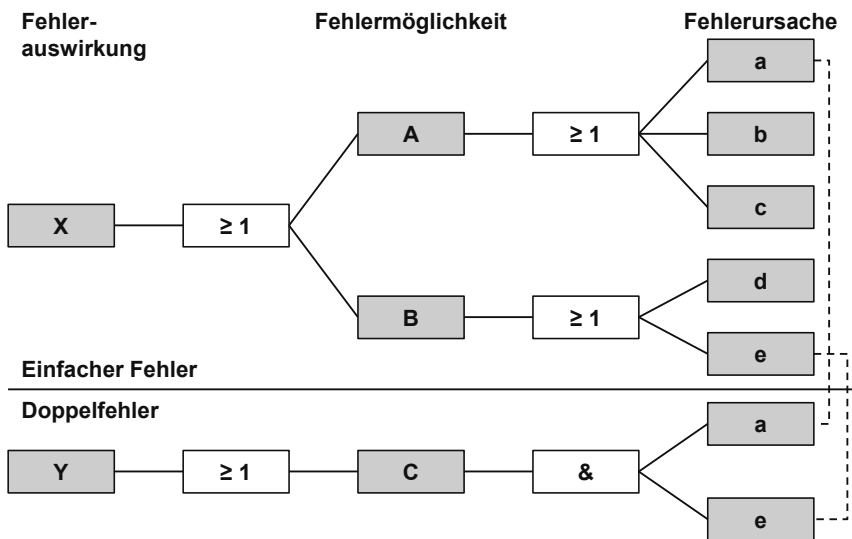 Fehler-
auswirkung
Fehlermöglichkeit
Fehlerursache
a
A
≥ 1
b
c
X
≥ 1
d
B
≥ 1
e
Einfacher Fehler
Doppelfehler
a
Y
≥ 1
C
&
e